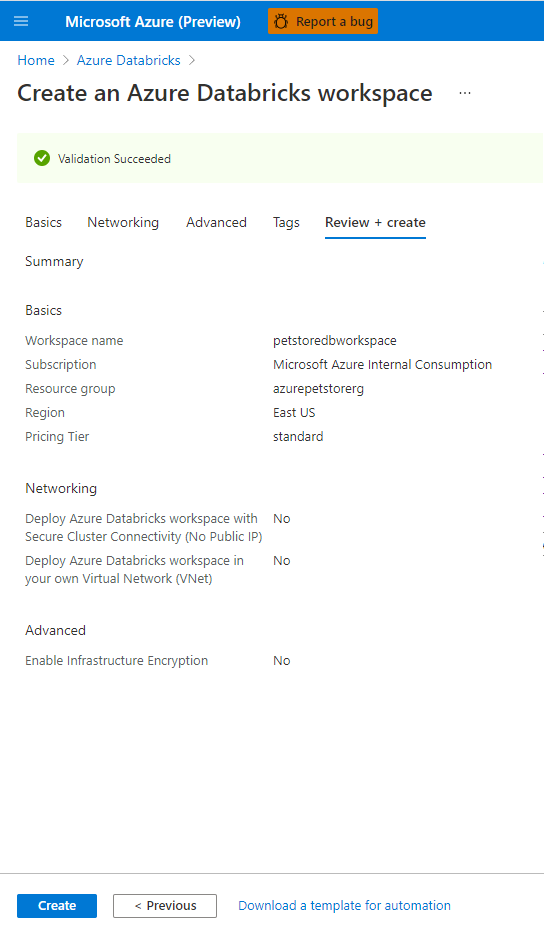 Microsoft Azure (Preview) Report a bug
Home > Azure Databricks >
Create an Azure Databricks workspace ...
Validation Succeeded
Basics Networking Advanced Tags Review + create
Summary
Basics
Workspace name petstoredbworkspace
Subscription Microsoft Azure Internal Consumption
Resource group azurepetstorerg
Region East US
Pricing Tier standard
Networking
Deploy Azure Databricks workspace with No
Secure Cluster Connectivity (No Public IP)
Deploy Azure Databricks workspace in No
your own Virtual Network (VNet)
Advanced
Enable Infrastructure Encryption No
Create < Previous Download a template for automation